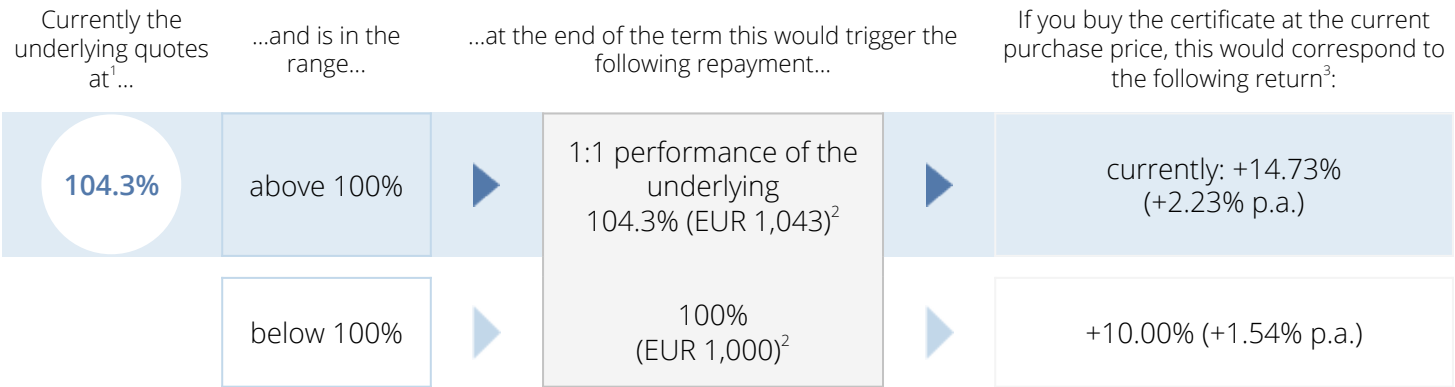 Currently the
underlying quotes
at¹...
...and is in the
range...
...at the end of the term this would trigger the
following repayment...
If you buy the certificate at the current
purchase price, this would correspond to
the following return³:
104.3%
above 100%
1:1 performance of the
underlying
104.3% (EUR 1,043)²
currently: +14.73%
(+2.23% p.a.)
below 100%
100%
(EUR 1,000)²
+10.00% (+1.54% p.a.)